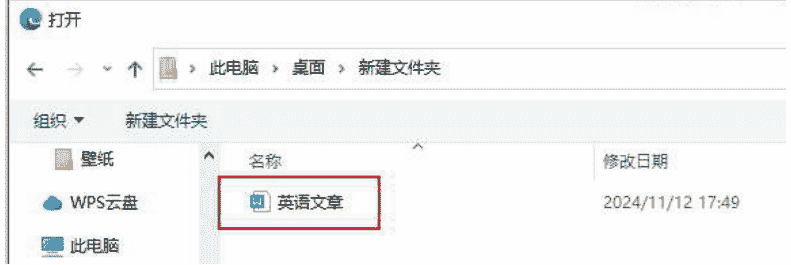 打开
此电脑 > 桌面 > 新建文件夹
组织 新建文件夹
壁纸 名称 修改日期
WPS云盘 英语文章 2024/11/12 17:49
此电脑